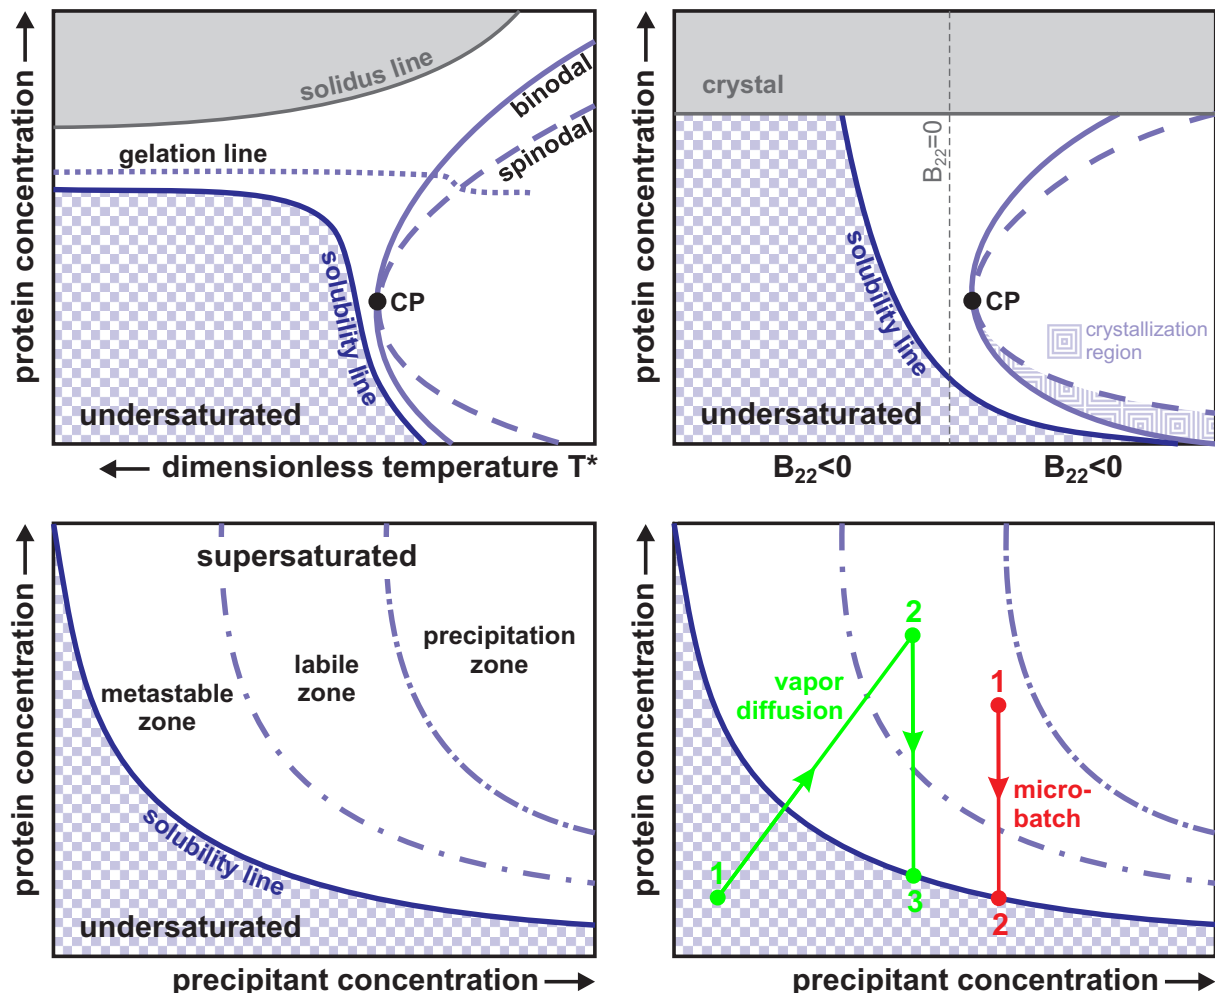 protein concentration
solidus line
binodal
spinodal
gelation line
solubility line
CP
undersaturated
dimensionless temperature T*
protein concentration
crystal
B₂₂=0
solubility line
CP
crystallization
region
undersaturated
B₂₂<0
B₂₂<0
protein concentration
supersaturated
precipitation
zone
labile
zone
metastable
zone
solubility line
undersaturated
precipitant concentration
protein concentration
2
vapor
diffusion
1
micro-
batch
1
3
2
precipitant concentration